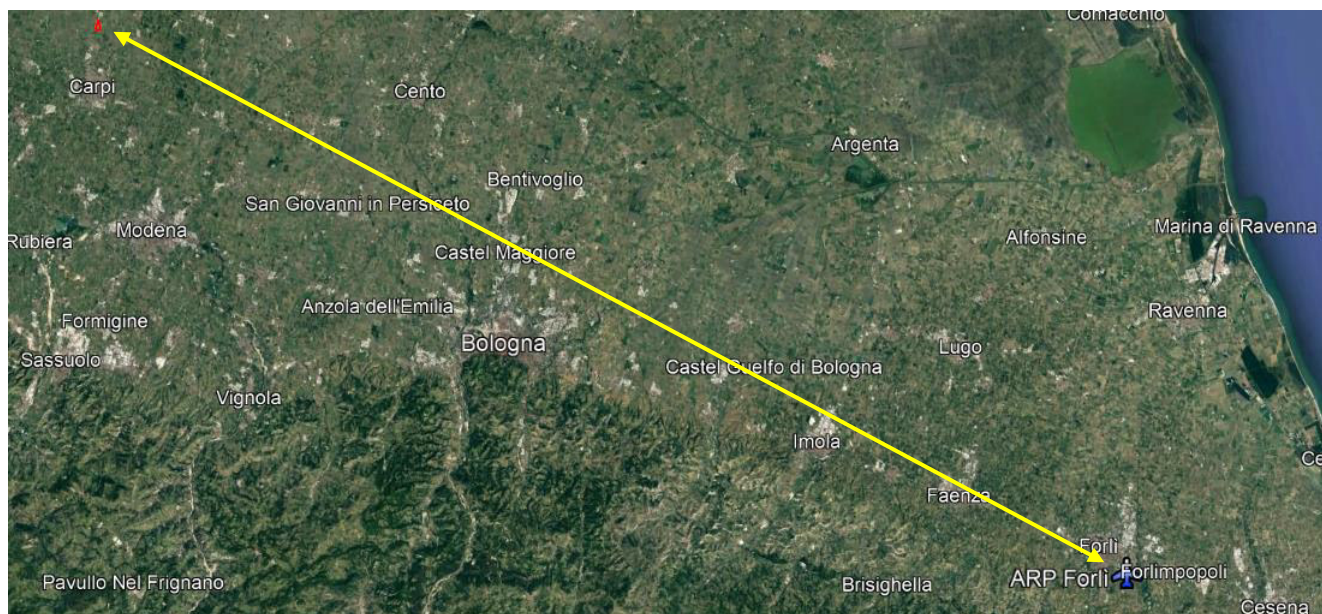 Comacchio
Carpi
Cento
Argenta
Bentivoglio
San Giovanni in Persiceto
Modena
Marina di Ravenna
Rubiera
Alfonsine
Castel Maggiore
Anzola dell'Emilia
Ravenna
Formigine
Bologna
Lugo
Sassuolo
Castel Guelfo di Bologna
Vignola
Imola
Ce
Faenza
Forlì
ARP Forlì
Forlimpopoli
Pavullo Nel Frignano
Brisighella
Cesena